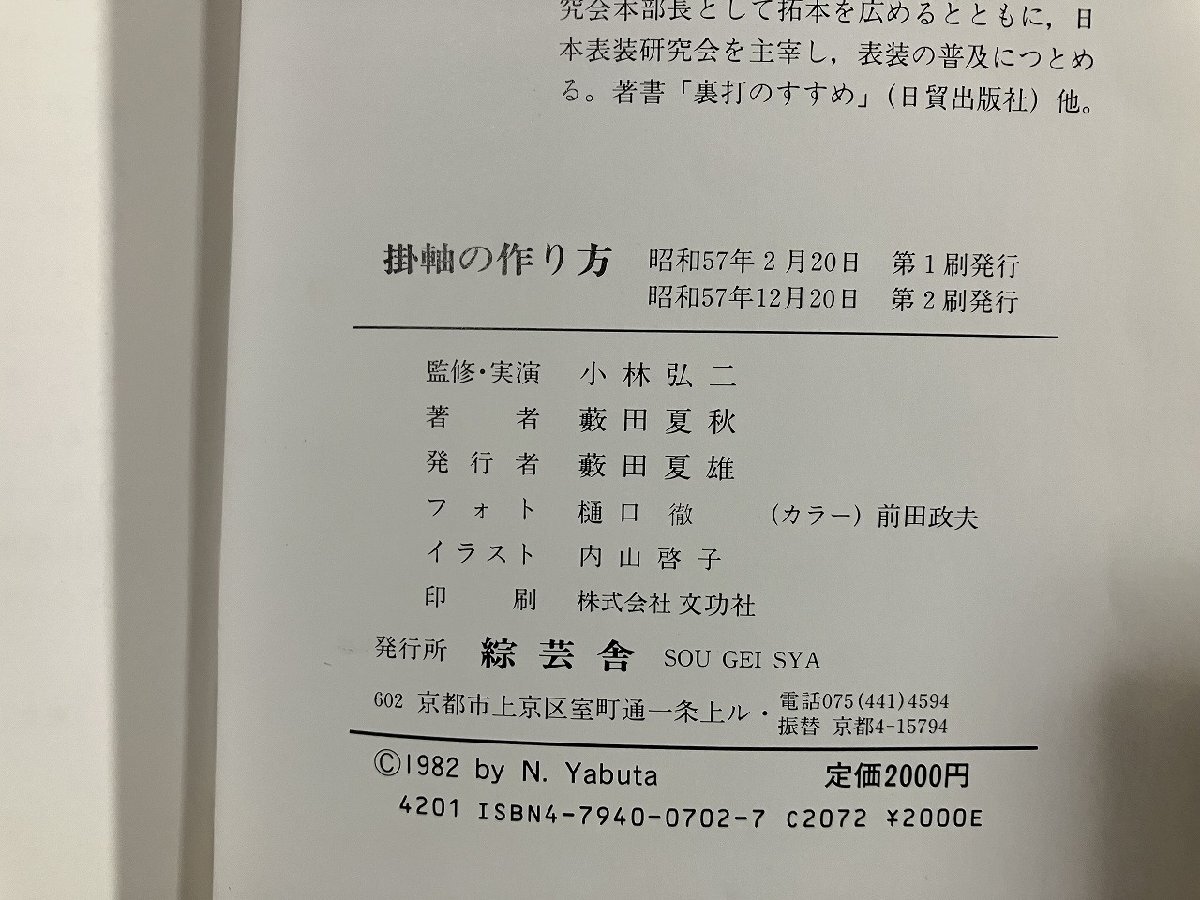 究会本部長として拓本を広めるとともに，日
本表装研究会を主宰し，表装の普及につとめ
る。著書「裏打のすすめ」(日貿出版社) 他。
掛軸の作り方 昭和57年2月20日 第1刷発行
昭和57年12月20日 第2刷発行
監修・実演 小林弘二
著者 藪田夏秋
発行者 藪田夏雄
フォト 樋口徹 (カラー) 前田政夫
イラスト 内山啓子
印刷 株式会社 文功社
発行所 綜芸舎 SOU GEI SYA
602 京都市上京区室町通一条上ル・電話075(441)4594
振替 京都4-15794
©1982 by N. Yabuta 定価2000円
4201 ISBN4-7940-0702-7 C2072 ¥2000E